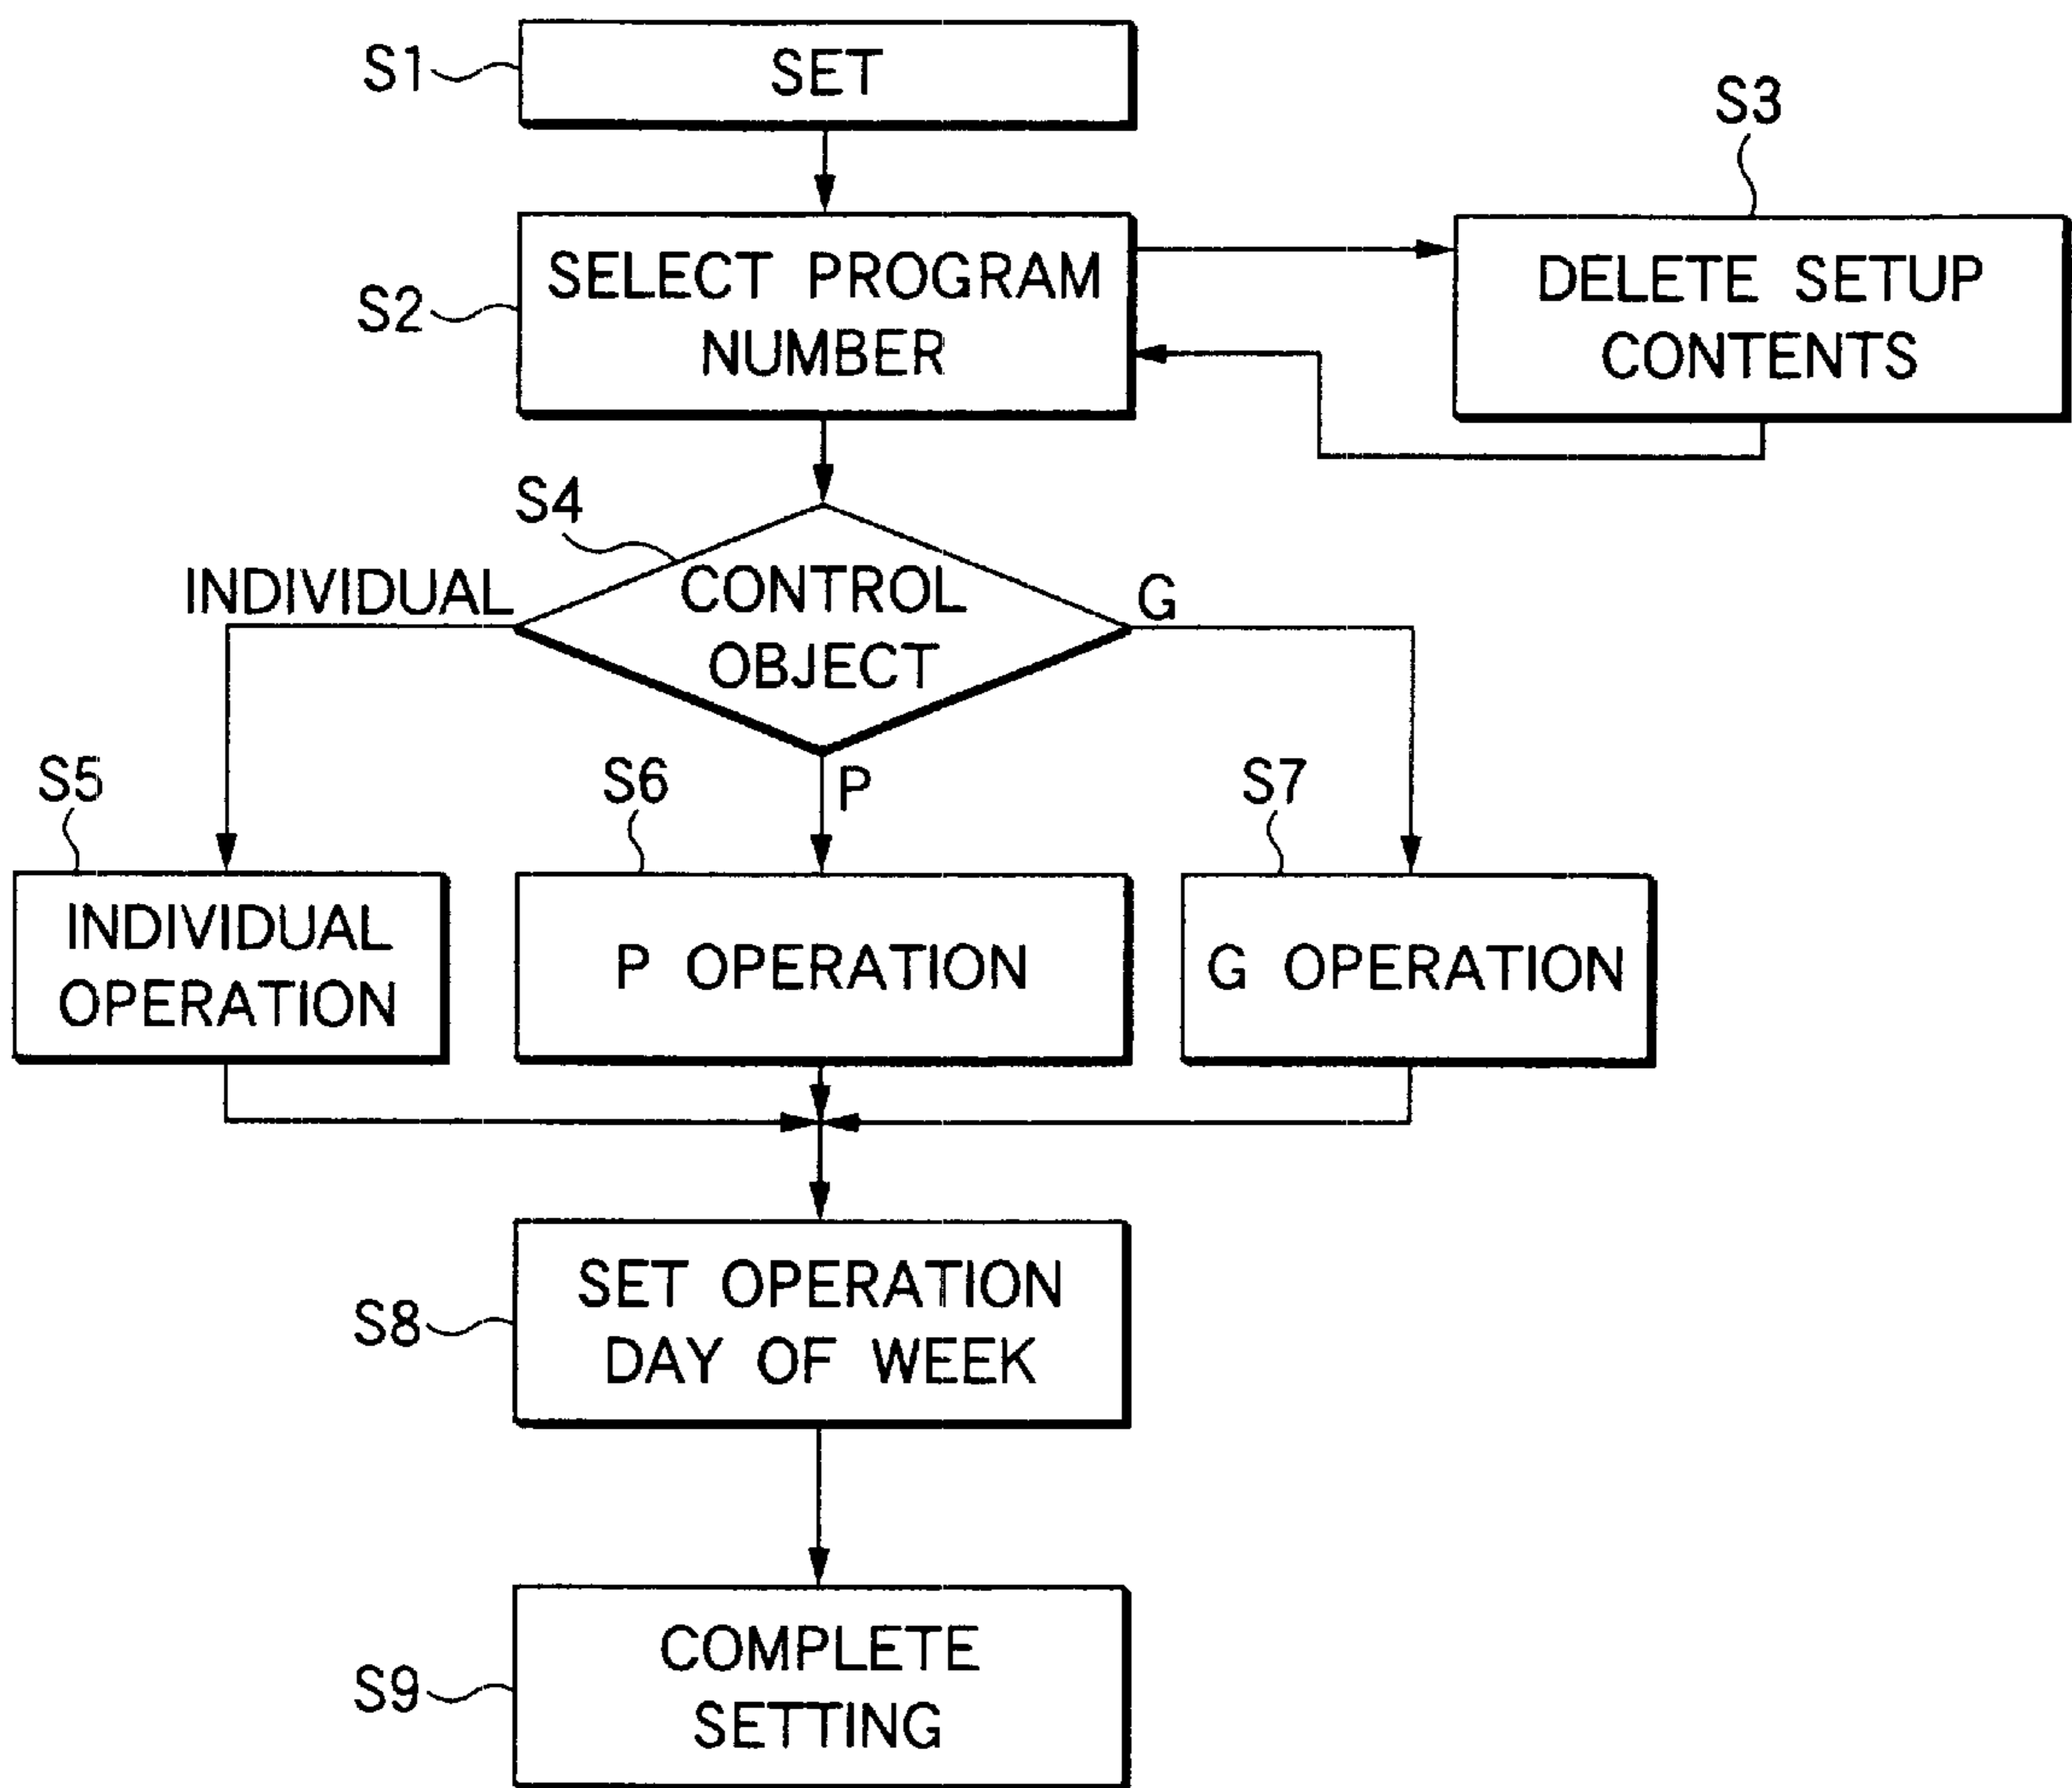 S1
SET
S3
S2
SELECT PROGRAM
NUMBER
DELETE SETUP
CONTENTS
S4
INDIVIDUAL
CONTROL
OBJECT
G
P
S5
S6
S7
INDIVIDUAL
OPERATION
P OPERATION
G OPERATION
S8
SET OPERATION
DAY OF WEEK
S9
COMPLETE
SETTING